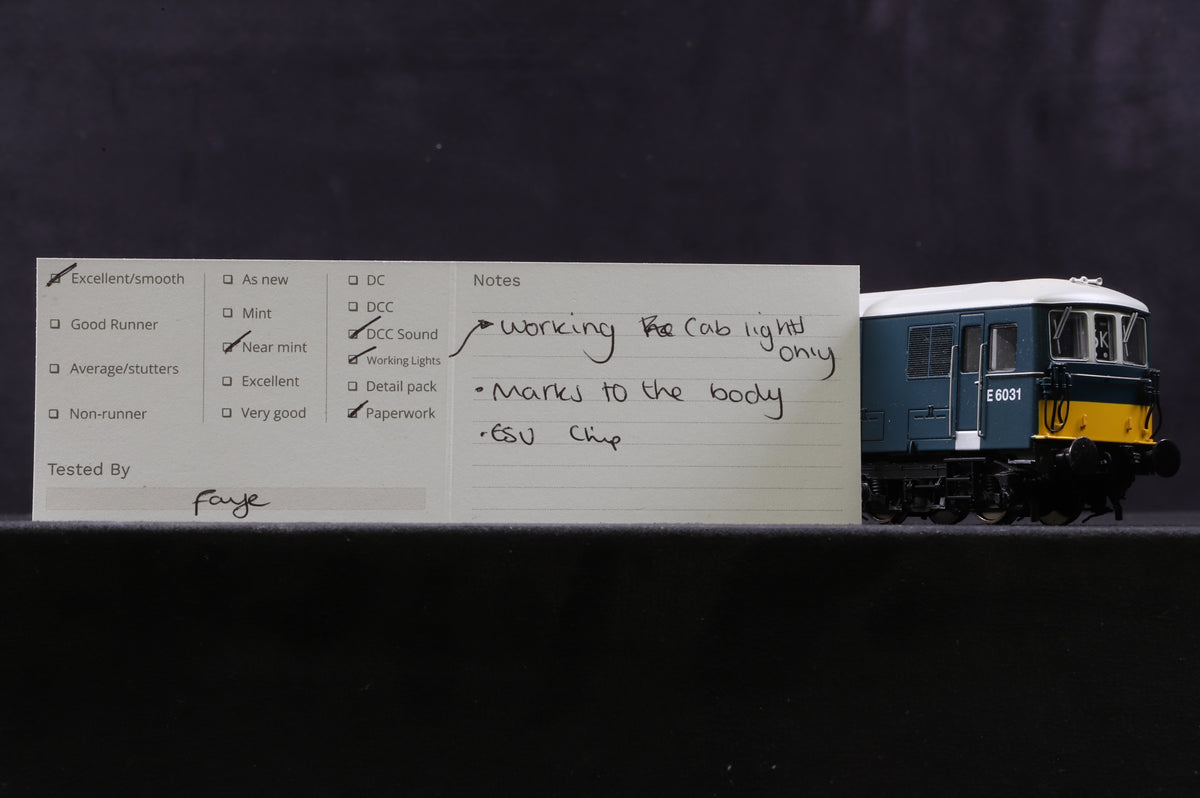 Excellent/smooth
Good Runner
Average/stutters
Non-runner
As new
Mint
Near mint
Excellent
Very good
DC
DCC
DCC Sound
Working Lights
Detail pack
Paperwork
Tested By
Faye
Notes
Working Cab light
only
• Marks to the body
• ESU Chip
E 6031